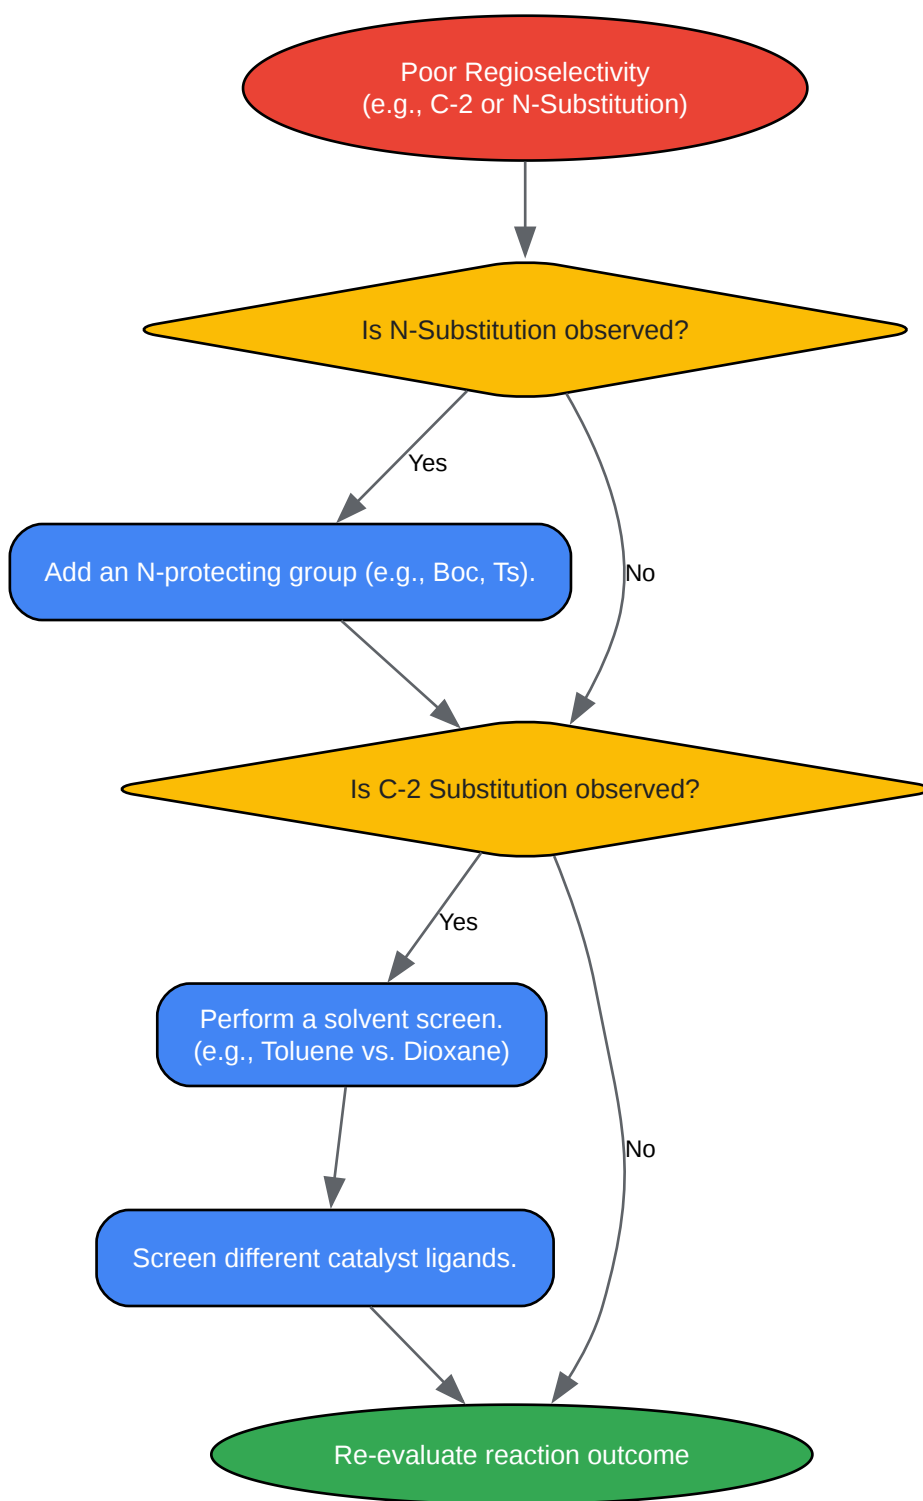 Poor Regioselectivity
(e.g., C-2 or N-Substitution)
Is N-Substitution observed?
Yes
Add an N-protecting group (e.g., Boc, Ts).
No
Is C-2 Substitution observed?
Yes
Perform a solvent screen.
(e.g., Toluene vs. Dioxane)
No
Screen different catalyst ligands.
Re-evaluate reaction outcome